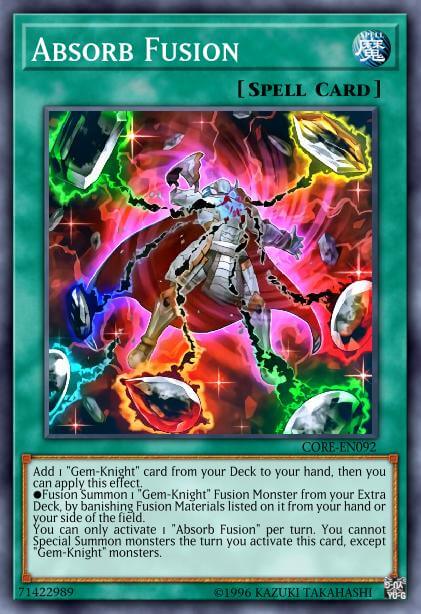 Absorb Fusion
SPELL
魔
[Spell Card]
CORE-EN092
Add 1 "Gem-Knight" card from your Deck to your hand, then you
can apply this effect.
●Fusion Summon 1 "Gem-Knight" Fusion Monster from your Extra
Deck, by banishing Fusion Materials listed on it from your hand or
your side of the field.
You can only activate 1 "Absorb Fusion" per turn. You cannot
Special Summon monsters the turn you activate this card, except
"Gem-Knight" monsters.
71422989
©1996 KAZUKI TAKAHASHI